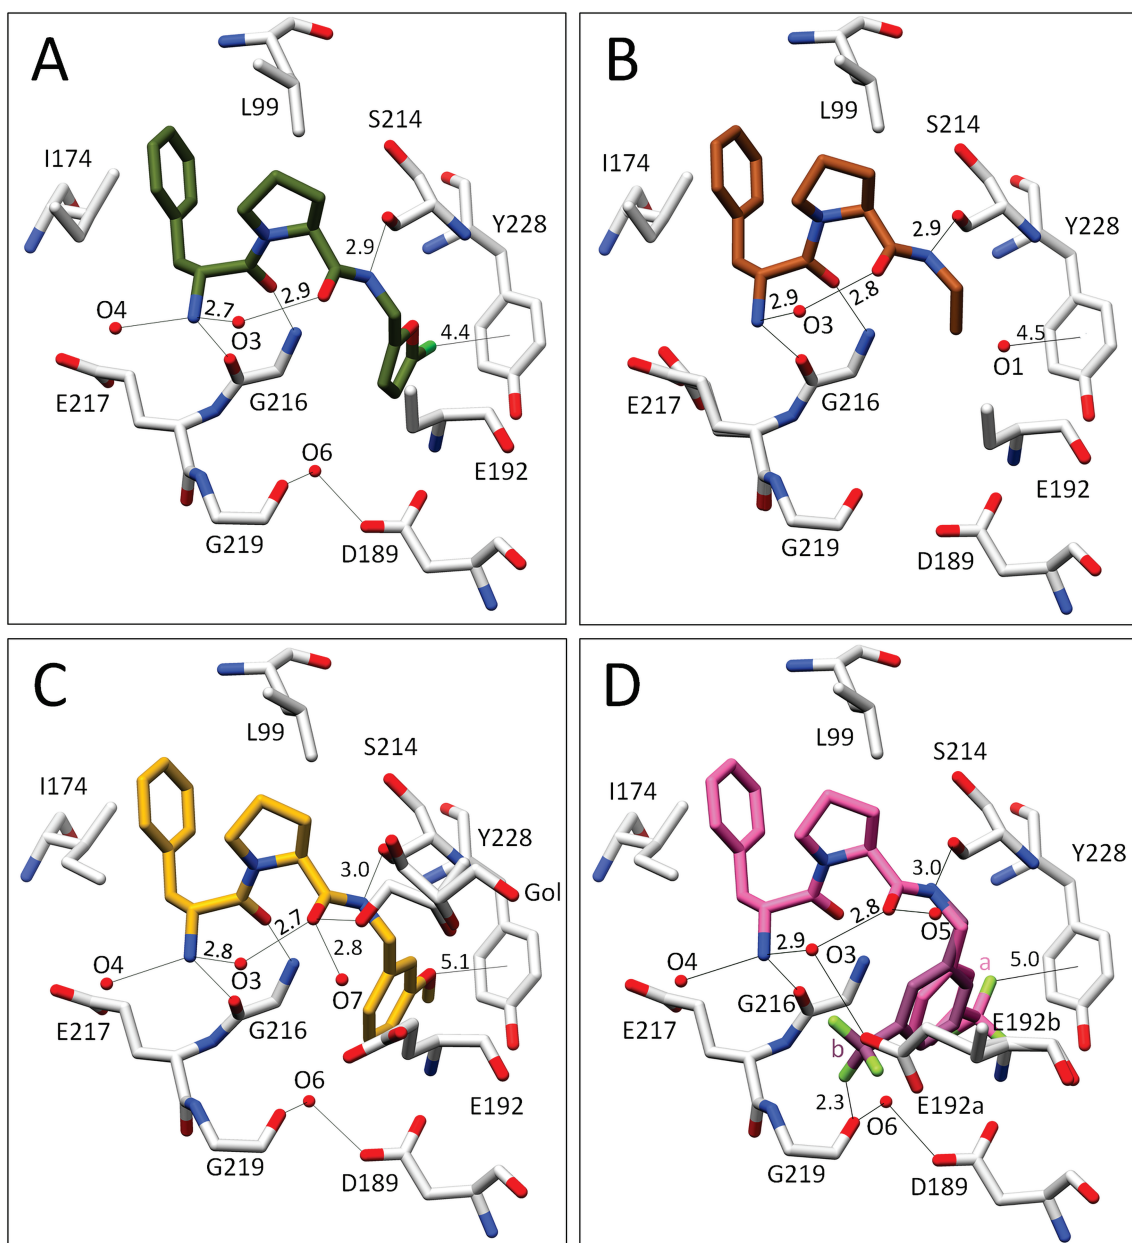 A
L99
S214
I174
Y228
2.9
2.9
2.7
O4
O3
4.4
E217
G216
O6
E192
G219
D189
B
L99
S214
I174
Y228
2.9
2.9
2.8
O3
4.5
O1
E217
G216
E192
G219
D189
C
L99
S214
I174
Y228
3.0
Gol
2.7
2.8
2.8
5.1
O4
O3
O7
E217
G216
O6
E192
G219
D189
D
L99
S214
I174
Y228
3.0
2.8
O5
2.9
O3
a
5.0
O4
G216
E217
E192b
b
E192a
2.3
O6
G219
D189